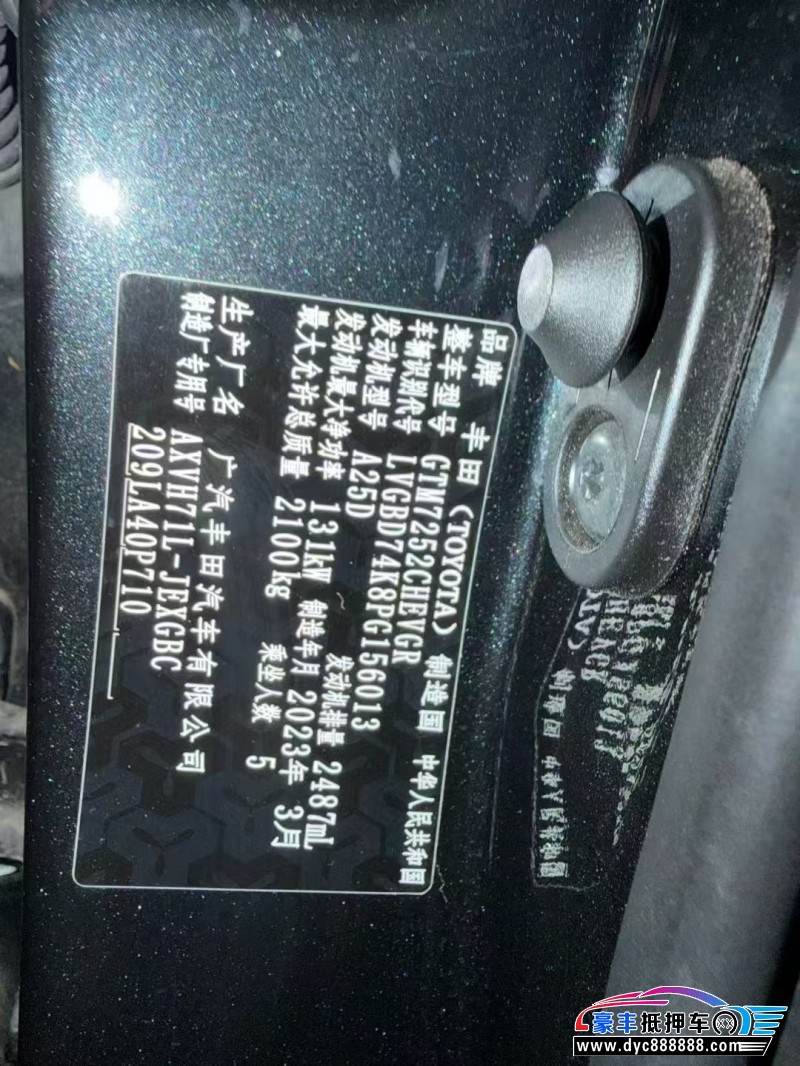 品牌 丰田(TOYOTA) 制造国 中华人民共和国
整车型号 GTM7252CHEVGR
车辆识别代号 LVGBD74K8PG156013
发动机型号 A25D 发动机排量 2487mL
发动机最大净功率 131kW 制造年月 2023年 3月
最大允许总质量 2100kg 乘坐人数 5
生产厂名 广汽丰田汽车有限公司
制造厂专用号 AXVH71L-JEXGBC
209LA40P710
豪丰抵押车
www.dyc888888.com